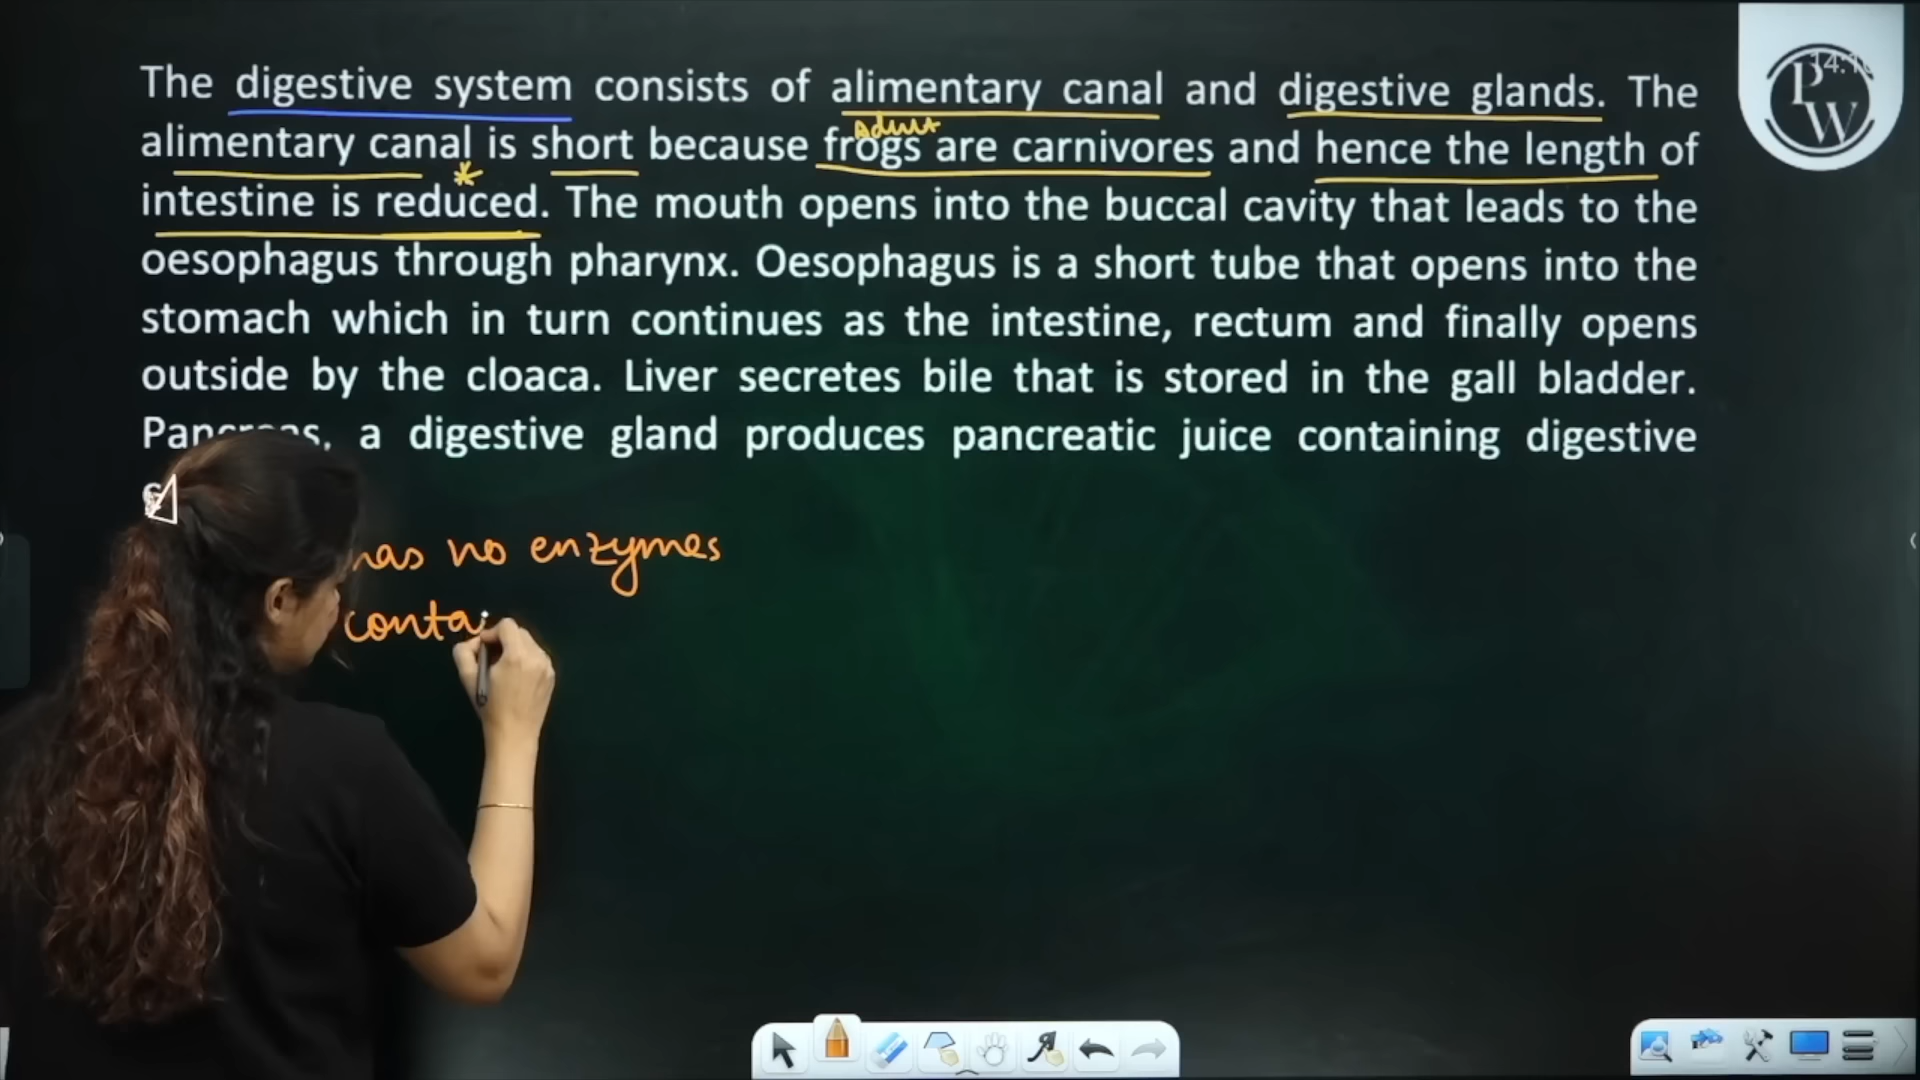 The digestive system consists of alimentary canal and digestive glands. The
adult
alimentary canal is short because frogs are carnivores and hence the length of
intestine is reduced. The mouth opens into the buccal cavity that leads to the
oesophagus through pharynx. Oesophagus is a short tube that opens into the
stomach which in turn continues as the intestine, rectum and finally opens
outside by the cloaca. Liver secretes bile that is stored in the gall bladder.
Pancreas, a digestive gland produces pancreatic juice containing digestive
has no enzymes
contai
PW